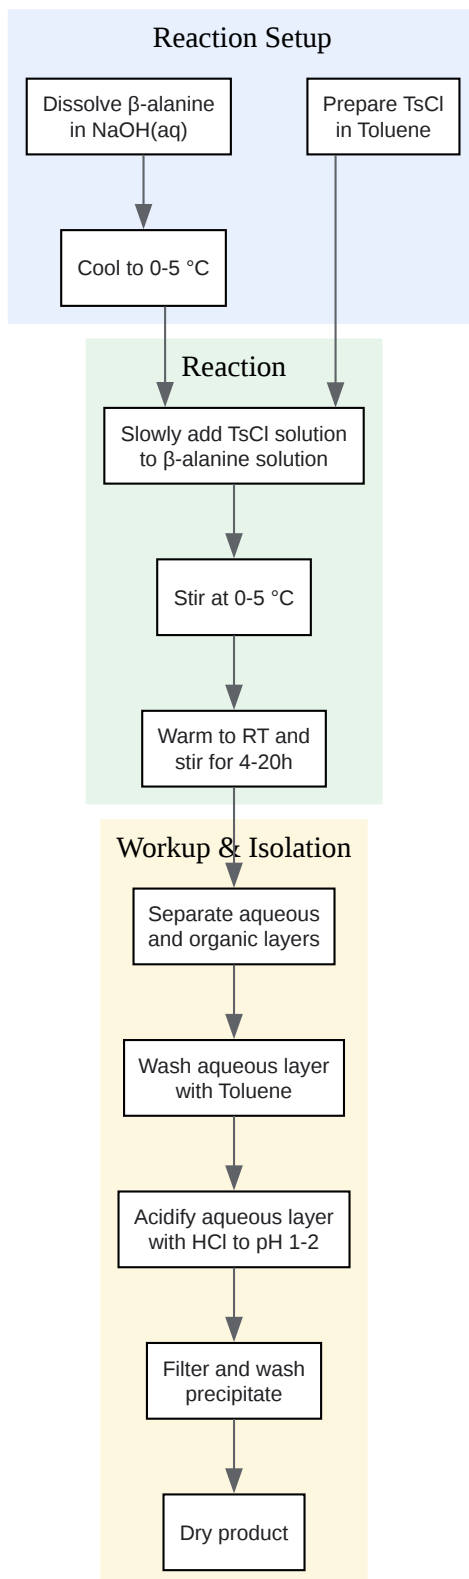 Reaction Setup
Dissolve β-alanine
in NaOH(aq)
Prepare TsCl
in Toluene
Cool to 0-5 °C
Reaction
Slowly add TsCl solution
to β-alanine solution
Stir at 0-5 °C
Warm to RT and
stir for 4-20h
Workup & Isolation
Separate aqueous
and organic layers
Wash aqueous layer
with Toluene
Acidify aqueous layer
with HCl to pH 1-2
Filter and wash
precipitate
Dry product